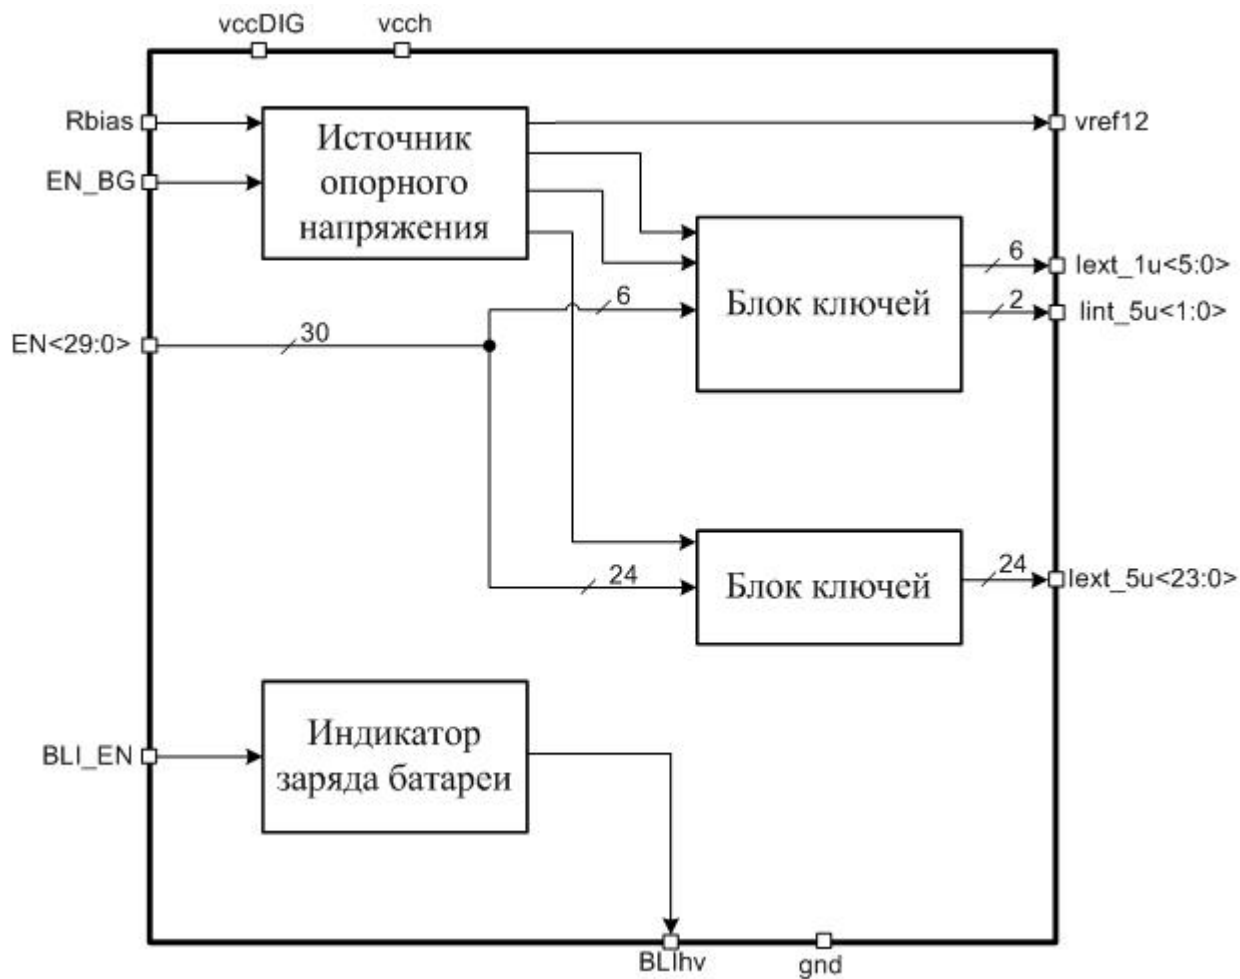 vccDIG
vcch
Rbias
EN_BG
Источник
опорного
напряжения
vref12
6
Блок ключей
6
Iext_1u<5:0>
2
Iint_5u<1:0>
EN<29:0>
30
24
Блок ключей
24
Iext_5u<23:0>
BLI_EN
Индикатор
заряда батареи
BLIhv
gnd